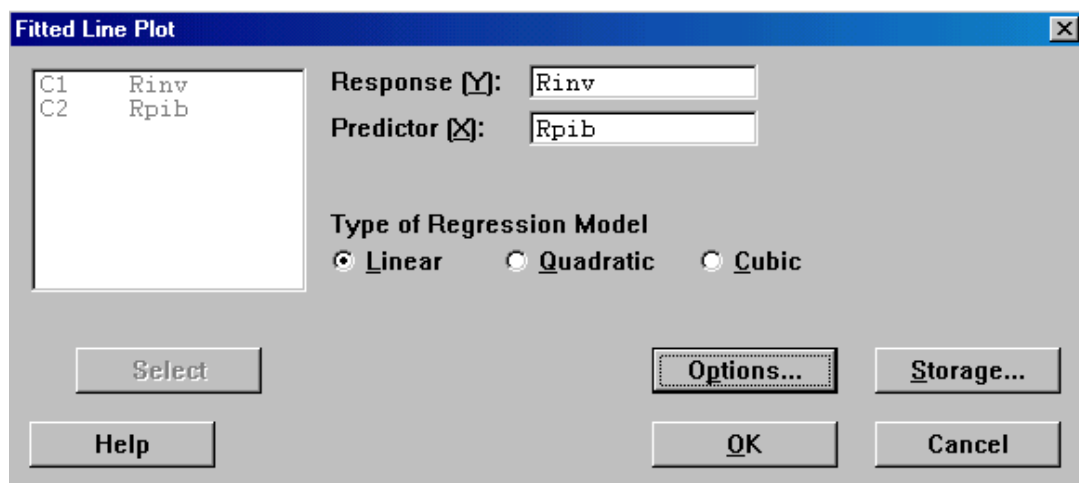 Fitted Line Plot
C1 Rinv
C2 Rpib
Response (Y): Rinv
Predictor (X): Rpib
Type of Regression Model
Linear Quadratic Cubic
Select Options... Storage...
Help OK Cancel